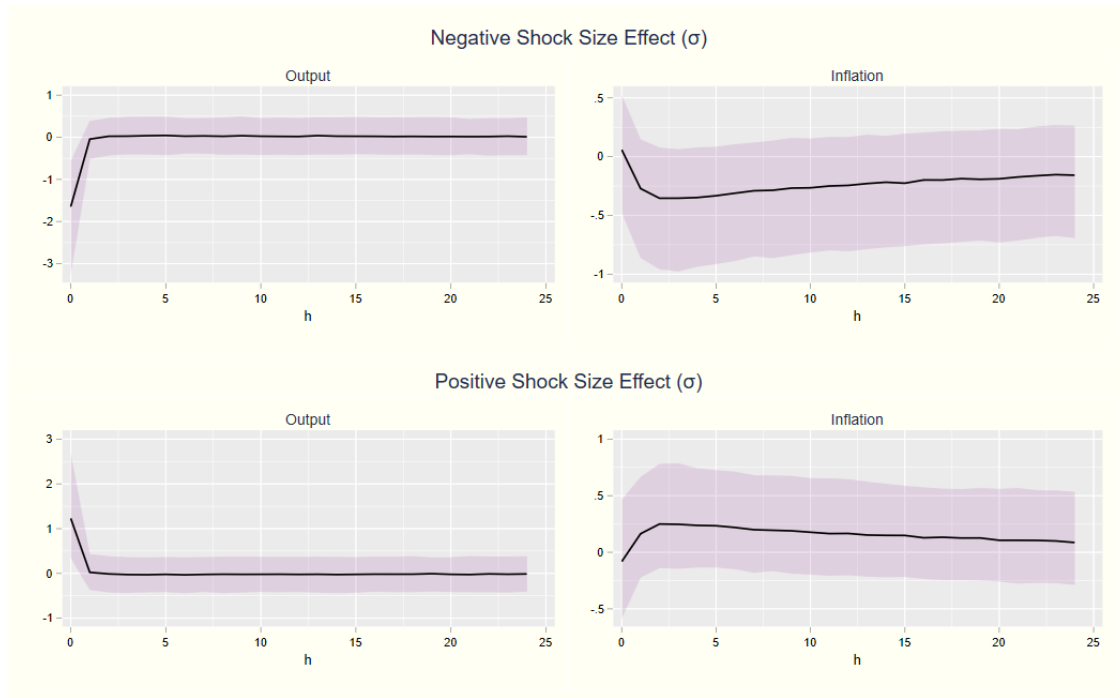 Negative Shock Size Effect (σ)
Output
Inflation
1
0
-1
-2
-3
0 5 10 15 20 25
h
.5
0
-.5
-1
0 5 10 15 20 25
h
Positive Shock Size Effect (σ)
Output
Inflation
3
2
1
0
-1
0 5 10 15 20 25
h
1
.5
0
-.5
0 5 10 15 20 25
h